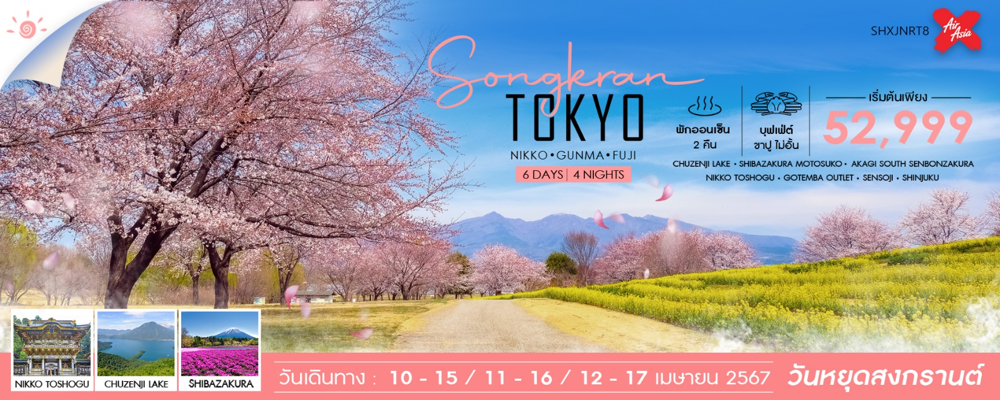 SHXJNRT8
Air
Asia
Songkran
TOKYO
NIKKO • GUNMA • FUJI
6 DAYS | 4 NIGHTS
พักออนเซ็น
2 คืน
บุฟเฟ่ต์
ขาปู ไม่อั้น
เริ่มต้นเพียง
52,999
CHUZENJI LAKE • SHIBAZAKURA MOTOSUKO • AKAGI SOUTH SENBONZAKURA
NIKKO TOSHOGU • GOTEMBA OUTLET • SENSOJI • SHINJUKU
NIKKO TOSHOGU
CHUZENJI LAKE
SHIBAZAKURA
วันเดินทาง : 10 - 15 / 11 - 16 / 12 - 17 เมษายน 2567
วันหยุดสงกรานต์